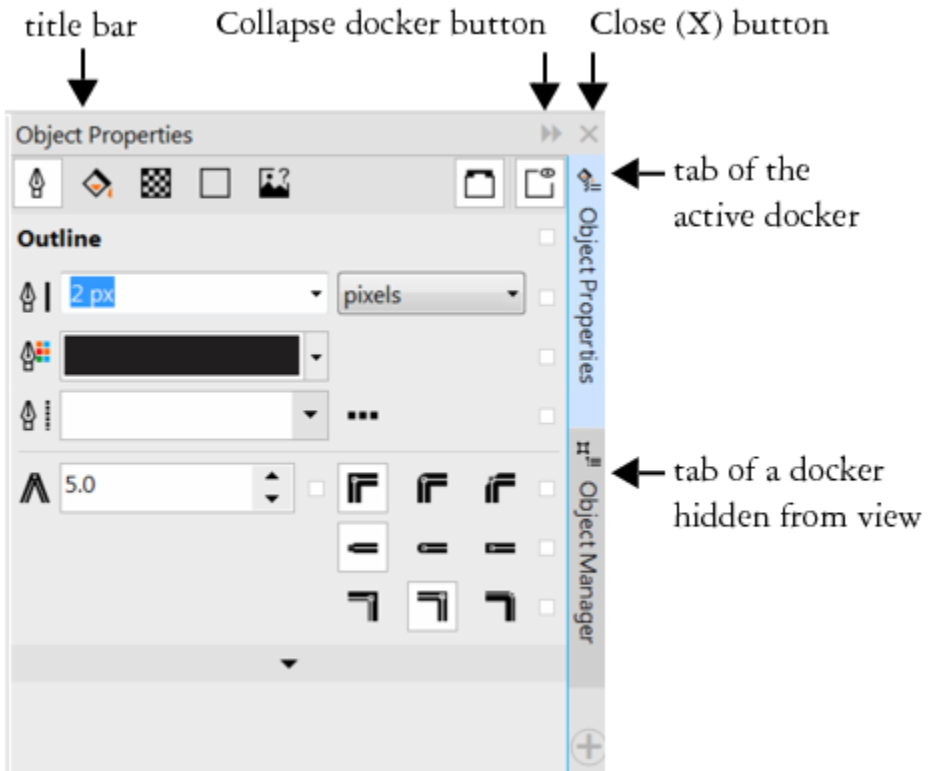 title bar
Collapse docker button
Close (X) button
Object Properties
tab of the
active docker
Object Properties
Outline
2 px
pixels
tab of a docker
hidden from view
Object Manager
5.0